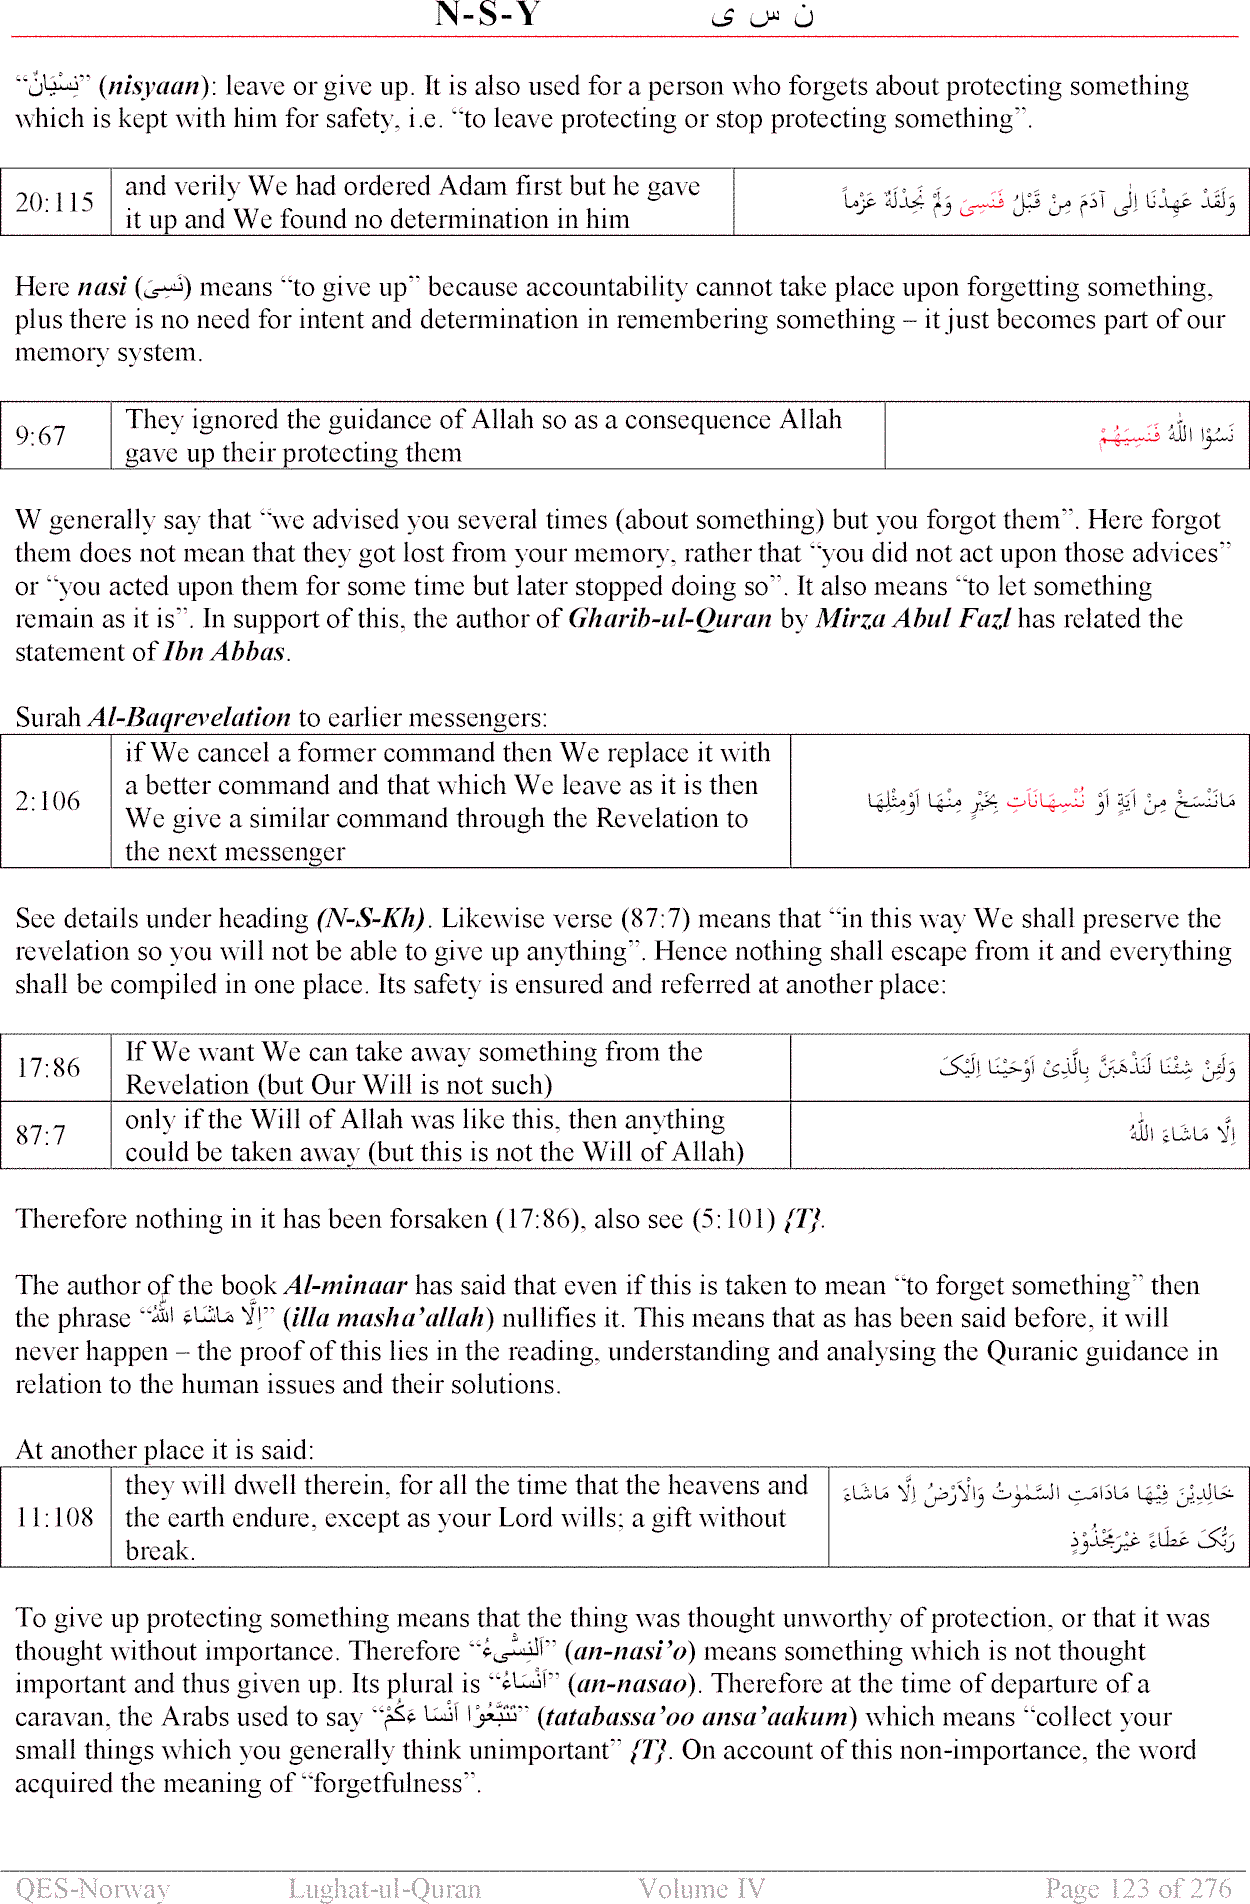 N-S-Y ن س ی
“نِسْيَانٌ” (nisyaan): leave or give up. It is also used for a person who forgets about protecting something
which is kept with him for safety, i.e. “to leave protecting or stop protecting something”.
20:115
and verily We had ordered Adam first but he gave
it up and We found no determination in him
وَلَقَدْ عَهِدْنَا اِلٰى آدَمَ مِنْ قَبْلُ فَنَسِىَ وَلَمْ نَجِدْلَهٗ عَزْماً
Here nasi (نَسِىَ) means “to give up” because accountability cannot take place upon forgetting something,
plus there is no need for intent and determination in remembering something – it just becomes part of our
memory system.
9:67
They ignored the guidance of Allah so as a consequence Allah
gave up their protecting them
نَسُوْا اللّٰهُ فَنَسِيَهُمْ
W generally say that “we advised you several times (about something) but you forgot them”. Here forgot
them does not mean that they got lost from your memory, rather that “you did not act upon those advices”
or “you acted upon them for some time but later stopped doing so”. It also means “to let something
remain as it is”. In support of this, the author of Gharib-ul-Quran by Mirza Abul Fazl has related the
statement of Ibn Abbas.
Surah Al-Baqrevelation to earlier messengers:
2:106
if We cancel a former command then We replace it with
a better command and that which We leave as it is then
We give a similar command through the Revelation to
the next messenger
مَانَنْسَخْ مِنْ اٰيَةٍ اَوْ نُنْسِهَانَاْتِ بِخَيْرٍ مِنْهَا اَوْمِثْلِهَا
See details under heading (N-S-Kh). Likewise verse (87:7) means that “in this way We shall preserve the
revelation so you will not be able to give up anything”. Hence nothing shall escape from it and everything
shall be compiled in one place. Its safety is ensured and referred at another place:
17:86
If We want We can take away something from the
Revelation (but Our Will is not such)
وَلَئِنْ شِئْنَا لَنَذْهَبَنَّ بِالَّذِىْ اَوْحَيْنَا اِلَيْکَ
87:7
only if the Will of Allah was like this, then anything
could be taken away (but this is not the Will of Allah)
اِلَّا مَاشَاءَ اللّٰهُ
Therefore nothing in it has been forsaken (17:86), also see (5:101) {T}.
The author of the book Al-minaar has said that even if this is taken to mean “to forget something” then
the phrase “اِلَّا مَاشَاءَ اللّٰهُ” (illa masha’allah) nullifies it. This means that as has been said before, it will
never happen – the proof of this lies in the reading, understanding and analysing the Quranic guidance in
relation to the human issues and their solutions.
At another place it is said:
11:108
they will dwell therein, for all the time that the heavens and
the earth endure, except as your Lord wills; a gift without
break.
خَالِدِيْنَ فِيْهَا مَادَامَتِ السَّمٰوٰتُ وَالْاَرْضُ اِلَّا مَاشَاءَ
رَبُّکَ عَطَاءً غَيْرَمَجْذُوْذٍ
To give up protecting something means that the thing was thought unworthy of protection, or that it was
thought without importance. Therefore “اَلنِسّْىءُ” (an-nasi’o) means something which is not thought
important and thus given up. Its plural is “اَنْسَاءُ” (an-nasao). Therefore at the time of departure of a
caravan, the Arabs used to say “تَتَبَّعُوْا اَنْسَا ءَکُمْ” (tatabassa’oo ansa’aakum) which means “collect your
small things which you generally think unimportant” {T}. On account of this non-importance, the word
acquired the meaning of “forgetfulness”.
QES-Norway Lughat-ul-Quran Volume IV Page 123 of 276